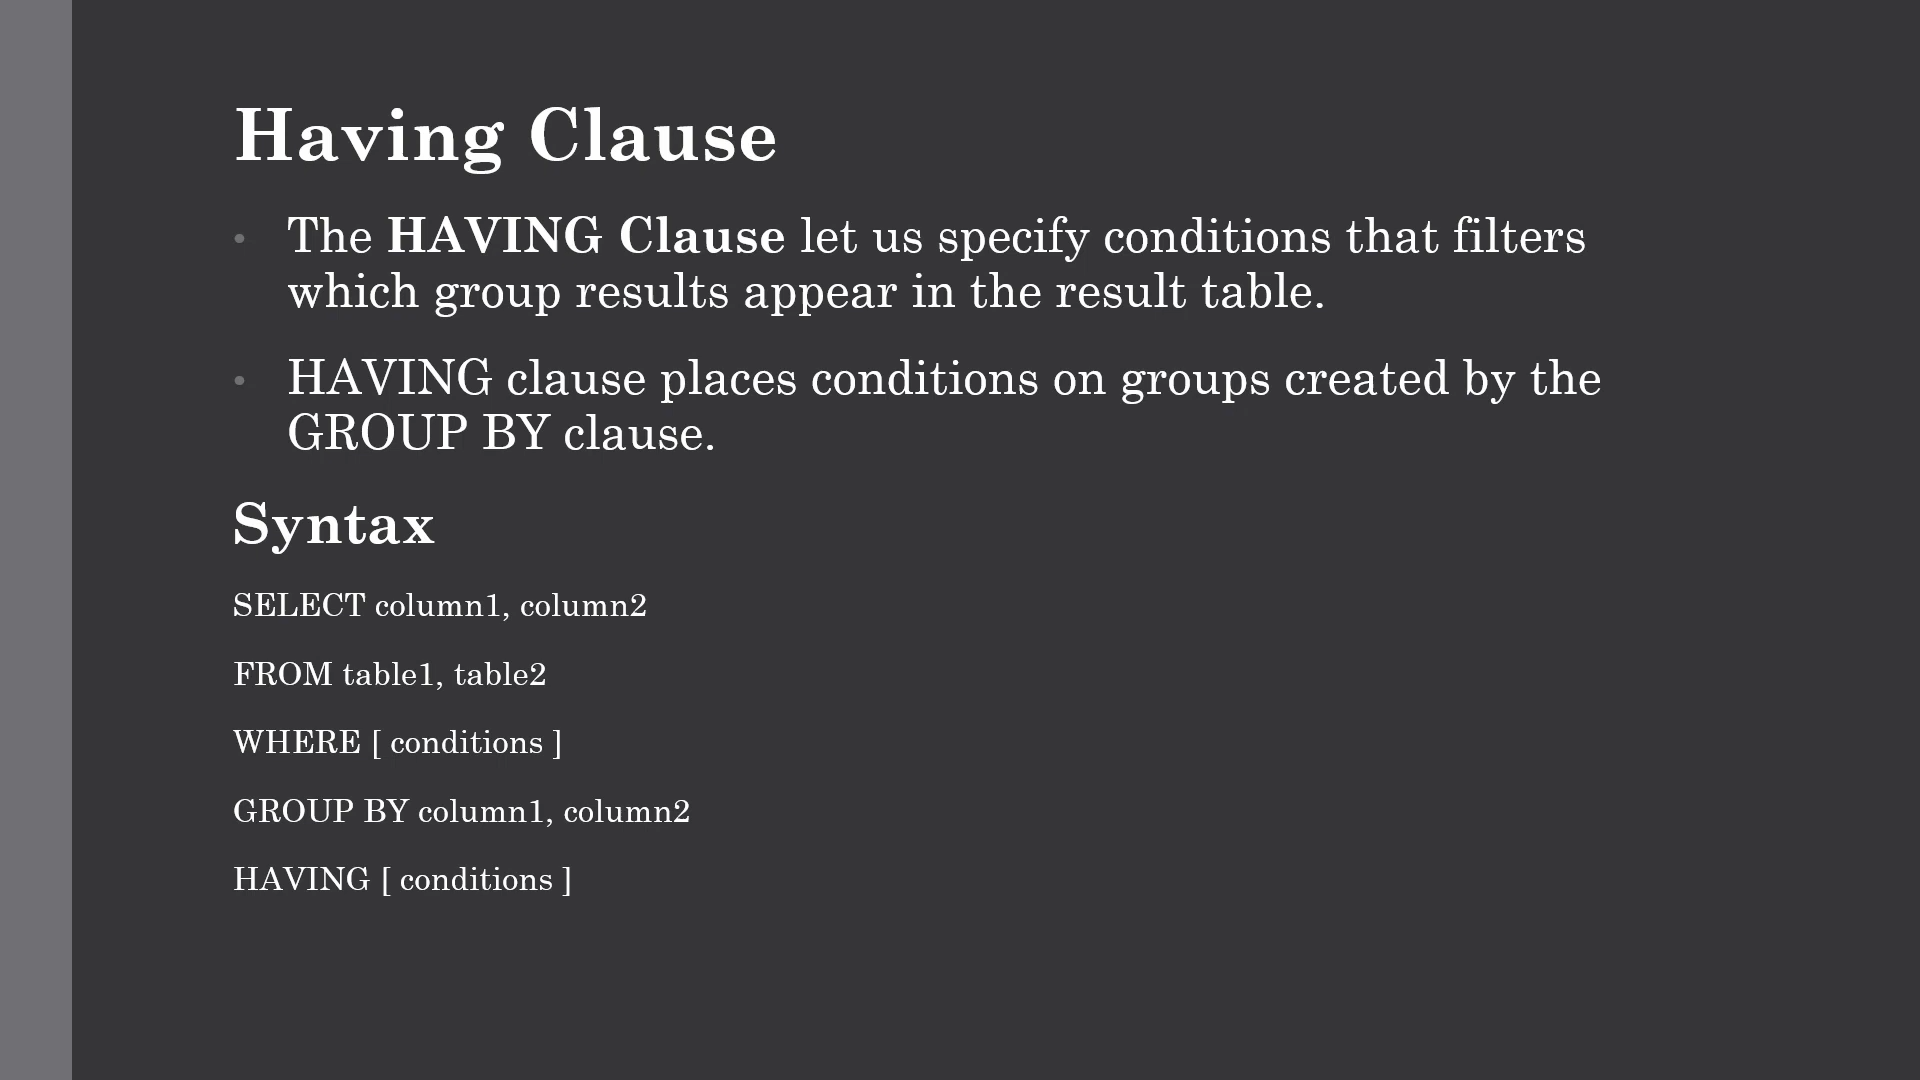 Having Clause
• The HAVING Clause let us specify conditions that filters
which group results appear in the result table.
• HAVING clause places conditions on groups created by the
GROUP BY clause.
Syntax
SELECT column1, column2
FROM table1, table2
WHERE [ conditions ]
GROUP BY column1, column2
HAVING [ conditions ]